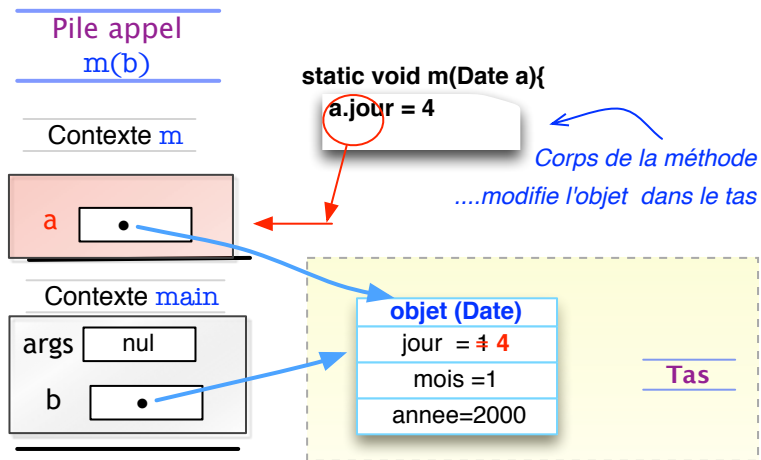 Pile appel
m(b)
static void m(Date a){
a.jour = 4
Contexte m
Corps de la méthode
....modifie l'objet dans le tas
a
Contexte main
objet (Date)
args nul
jour = 1 = 4
mois =1
Tas
b
annee=2000